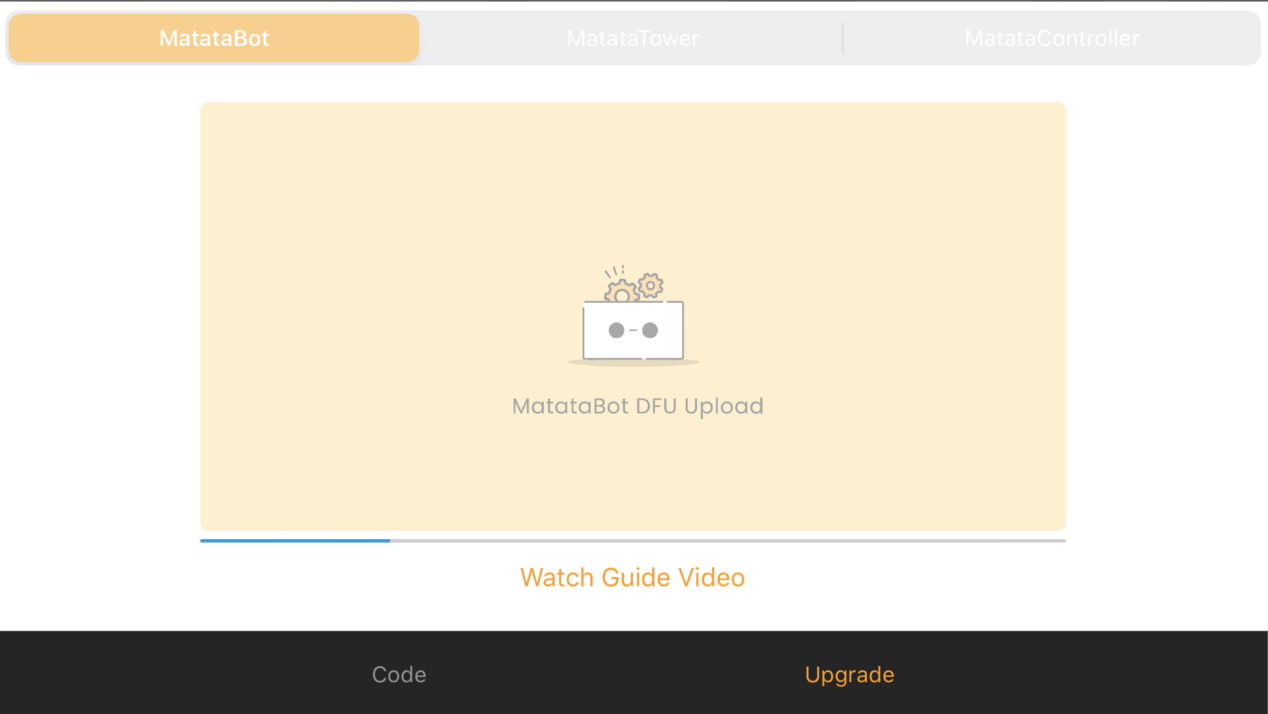 MatataBot
MatataTower
MatataController
MatataBot DFU Upload
Watch Guide Video
Code
Upgrade